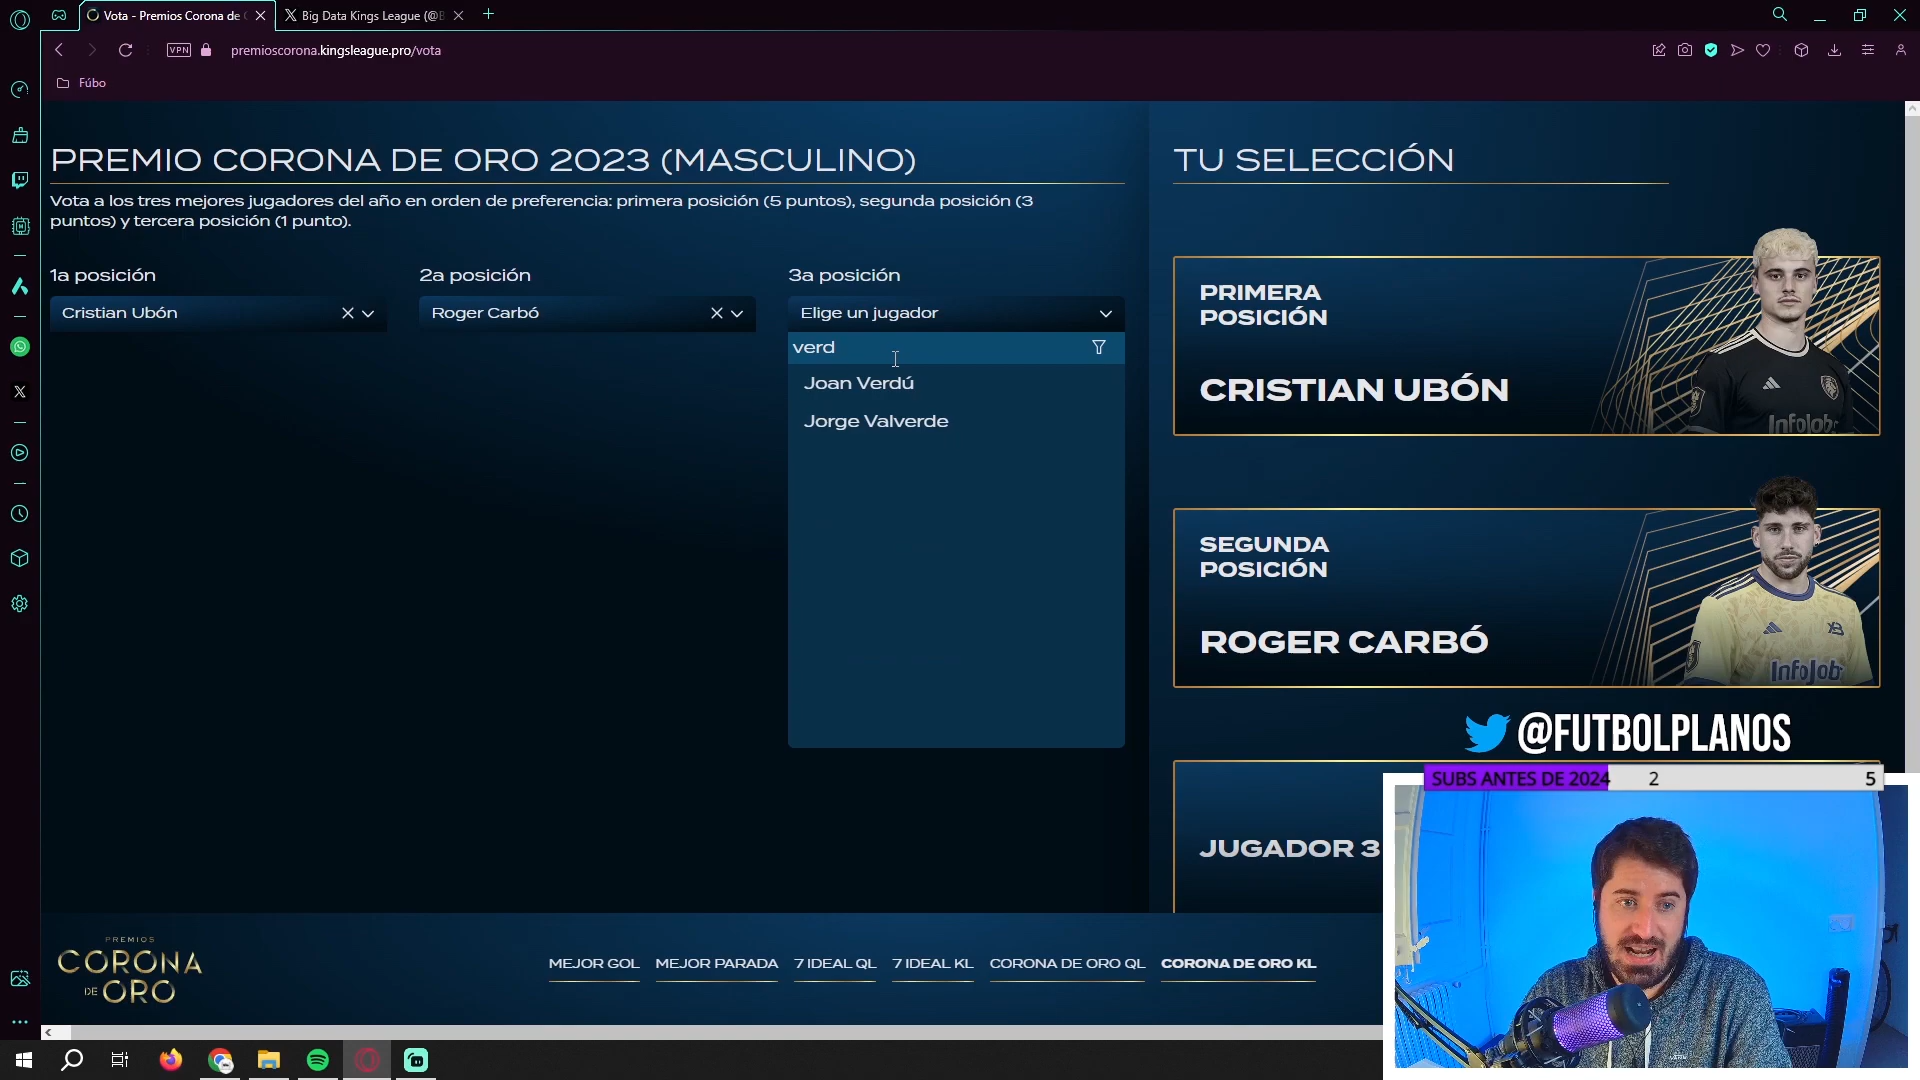 Vota - Premios Corona de
Big Data Kings League (@B
VPN
premioscorona.kingsleague.pro/vota
Fúbo
PREMIO CORONA DE ORO 2023 (MASCULINO)
Vota a los tres mejores jugadores del año en orden de preferencia: primera posición (5 puntos), segunda posición (3
puntos) y tercera posición (1 punto).
1a posición
2a posición
3a posición
Cristian Ubón
Roger Carbó
Elige un jugador
verd
Joan Verdú
Jorge Valverde
TU SELECCIÓN
PRIMERA
POSICIÓN
CRISTIAN UBÓN
InfoJob
SEGUNDA
POSICIÓN
ROGER CARBÓ
InfoJob
@FUTBOLPLANOS
SUBS ANTES DE 2024 2 5
JUGADOR 3
PREMIOS
CORONA
DE ORO
MEJOR GOL
MEJOR PARADA
7 IDEAL QL
7 IDEAL KL
CORONA DE ORO QL
CORONA DE ORO KL